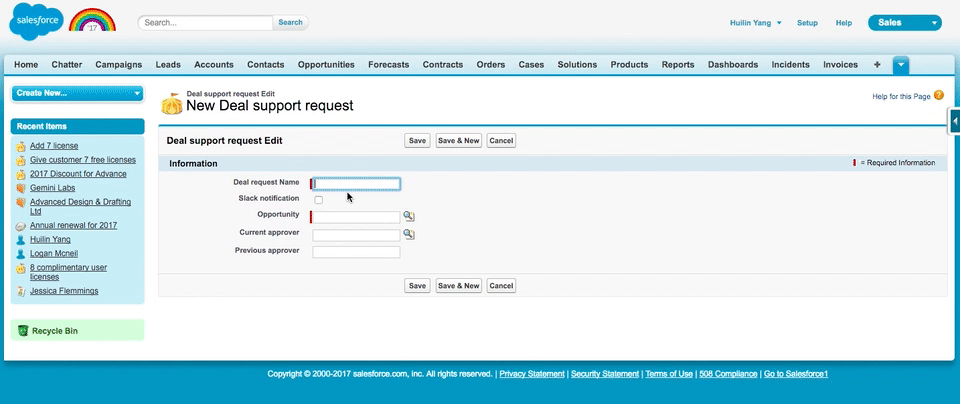 salesforce
'17
Search...
Search
Huilin Yang
Setup
Help
Sales
Home
Chatter
Campaigns
Leads
Accounts
Contacts
Opportunities
Forecasts
Contracts
Orders
Cases
Solutions
Products
Reports
Dashboards
Incidents
Invoices
+
Create New...
Recent Items
Add 7 license
Give customer 7 free licenses
2017 Discount for Advance
Gemini Labs
Advanced Design & Drafting
Ltd
Annual renewal for 2017
Huilin Yang
Logan Mcneil
8 complimentary user
licenses
Jessica Flemmings
Recycle Bin
Deal support request Edit
New Deal support request
Help for this Page
?
Deal support request Edit
Save
Save & New
Cancel
Information
= Required Information
Deal request Name
Slack notification
Opportunity
Current approver
Previous approver
Save
Save & New
Cancel
Copyright © 2000-2017 salesforce.com, inc. All rights reserved. | Privacy Statement | Security Statement | Terms of Use | 508 Compliance | Go to Salesforce1